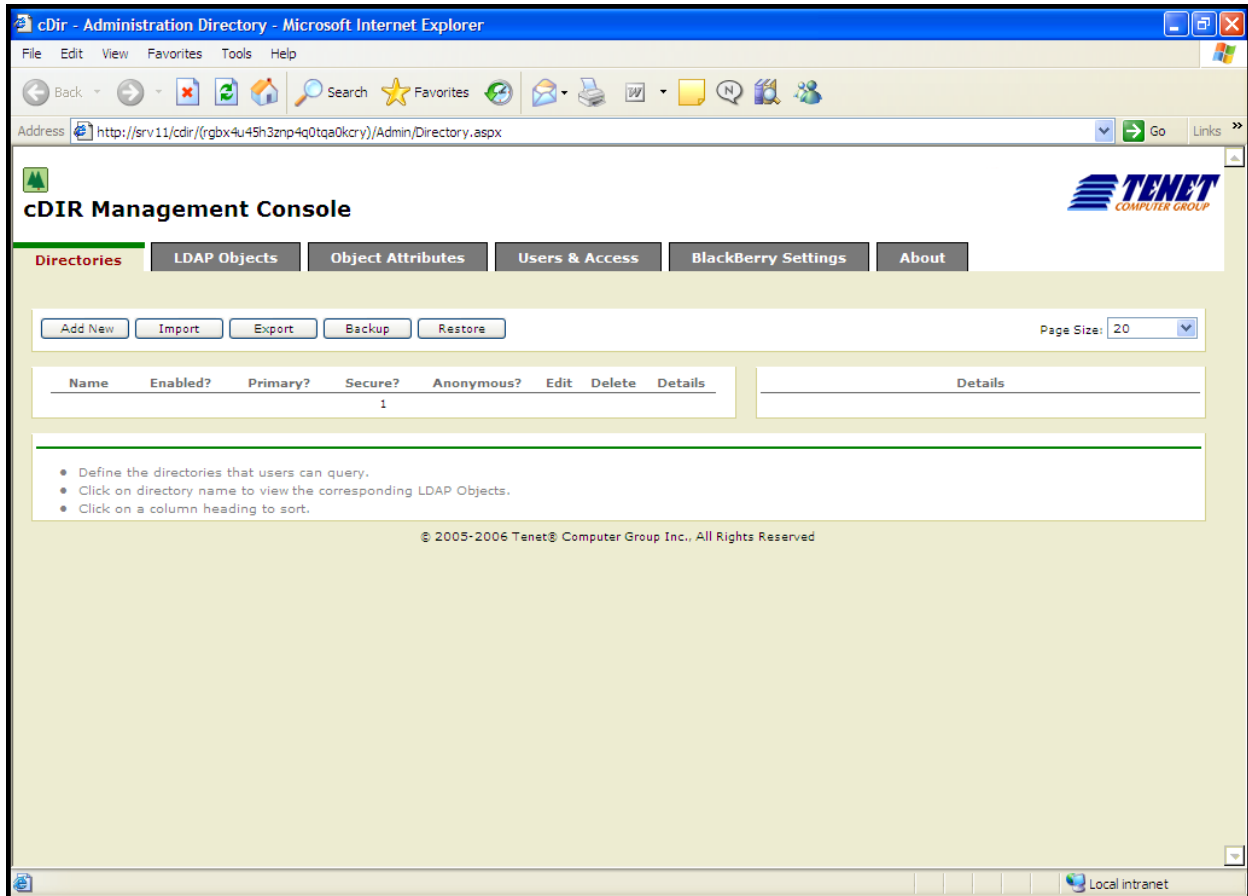 cDir - Administration Directory - Microsoft Internet Explorer
File Edit View Favorites Tools Help
Back Search Favorites W N
Address http://srv11/cdir/(rgbx4u45h3znp4q0tqa0kcry)/Admin/Directory.aspx Go Links »
cDIR Management Console
TENET
COMPUTER GROUP
Directories LDAP Objects Object Attributes Users & Access BlackBerry Settings About
Add New Import Export Backup Restore Page Size: 20
Name Enabled? Primary? Secure? Anonymous? Edit Delete Details Details
1
• Define the directories that users can query.
• Click on directory name to view the corresponding LDAP Objects.
• Click on a column heading to sort.
© 2005-2006 Tenet® Computer Group Inc., All Rights Reserved
Local intranet